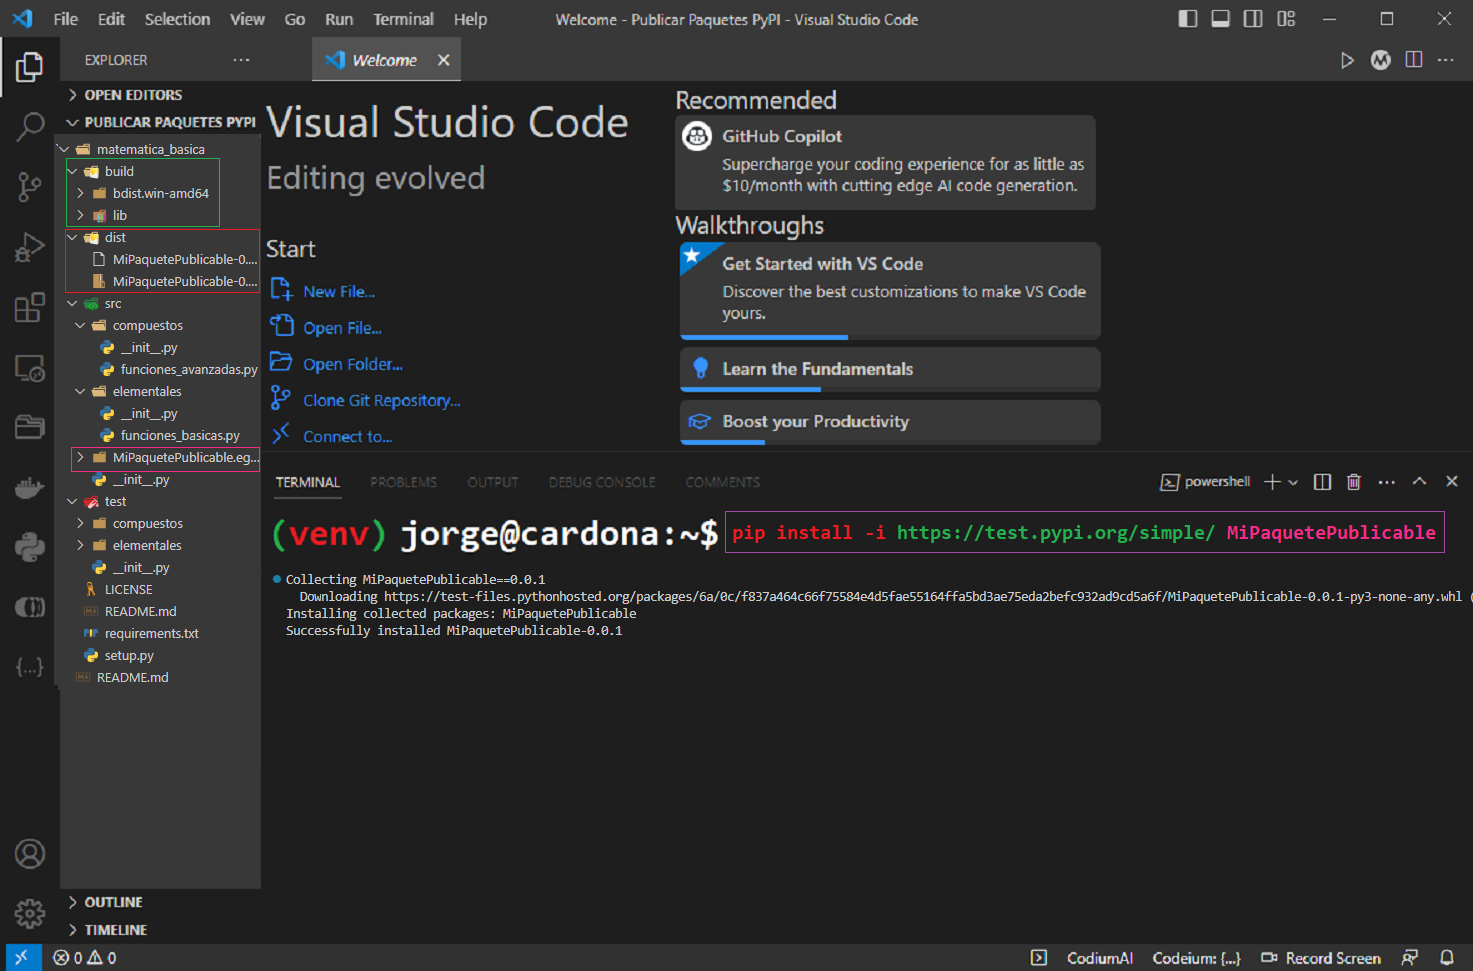 File Edit Selection View Go Run Terminal Help
Welcome - Publicar Paquetes PyPI - Visual Studio Code
EXPLORER
Welcome
OPEN EDITORS
PUBLICAR PAQUETES PYPI
matematica_basica
build
bdist.win-amd64
lib
dist
MiPaquetePublicable-0....
MiPaquetePublicable-0....
src
compuestos
__init__.py
funciones_avanzadas.py
elementales
__init__.py
funciones_basicas.py
MiPaquetePublicable.eg...
__init__.py
test
compuestos
elementales
__init__.py
LICENSE
README.md
requirements.txt
setup.py
README.md
OUTLINE
TIMELINE
Visual Studio Code
Editing evolved
Start
New File...
Open File...
Open Folder...
Clone Git Repository...
Connect to...
Recommended
GitHub Copilot
Supercharge your coding experience for as little as
$10/month with cutting edge AI code generation.
Walkthroughs
Get Started with VS Code
Discover the best customizations to make VS Code
yours.
Learn the Fundamentals
Boost your Productivity
TERMINAL PROBLEMS OUTPUT DEBUG CONSOLE COMMENTS
powershell
(venv) jorge@cardona:~$ pip install -i https://test.pypi.org/simple/ MiPaquetePublicable
Collecting MiPaquetePublicable==0.0.1
Downloading https://test-files.pythonhosted.org/packages/6a/0c/f837a464c66f75584e4d5fae55164ffa5bd3ae75eda2befc932ad9cd5a6f/MiPaquetePublicable-0.0.1-py3-none-any.whl (
Installing collected packages: MiPaquetePublicable
Successfully installed MiPaquetePublicable-0.0.1
0 0
CodiumAI Codeium: {...} Record Screen